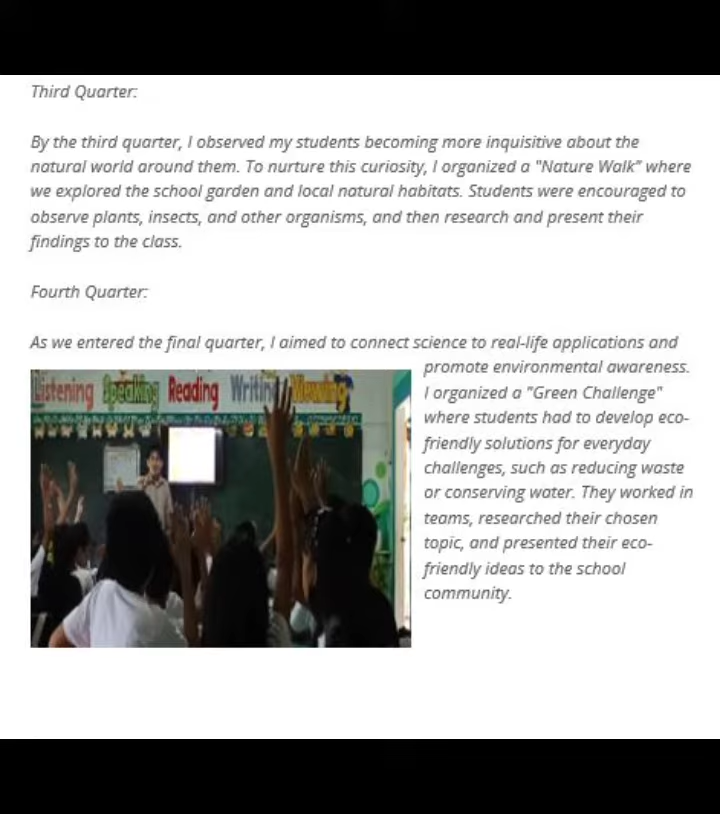 Third Quarter:
By the third quarter, I observed my students becoming more inquisitive about the
natural world around them. To nurture this curiosity, I organized a "Nature Walk" where
we explored the school garden and local natural habitats. Students were encouraged to
observe plants, insects, and other organisms, and then research and present their
findings to the class.
Fourth Quarter:
As we entered the final quarter, I aimed to connect science to real-life applications and
promote environmental awareness.
I organized a "Green Challenge"
where students had to develop eco-
friendly solutions for everyday
challenges, such as reducing waste
or conserving water. They worked in
teams, researched their chosen
topic, and presented their eco-
friendly ideas to the school
community.
Listening Speaking Reading Writing Viewing